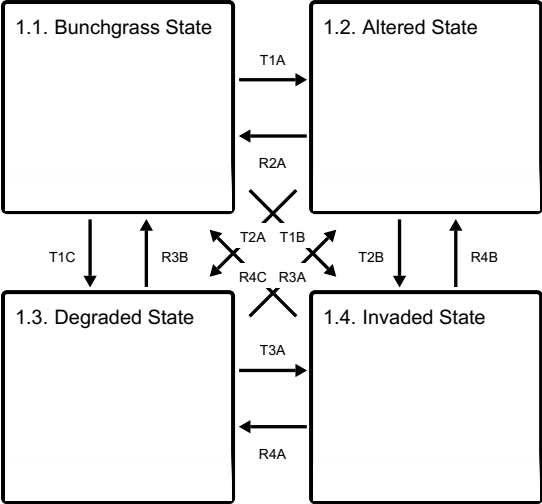 1.1. Bunchgrass State
1.2. Altered State
T1A
R2A
T2A
T1B
T1C
R3B
T2B
R4B
R4C
R3A
1.3. Degraded State
1.4. Invaded State
T3A
R4A